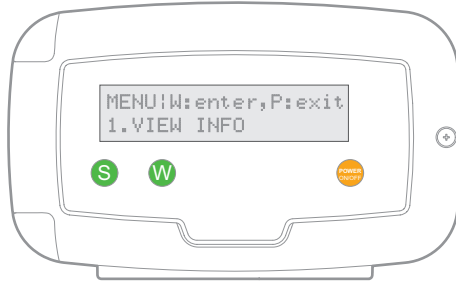 MENU¦W:enter,P:exit
1.VIEW INFO
S
W
POWER
ON/OFF